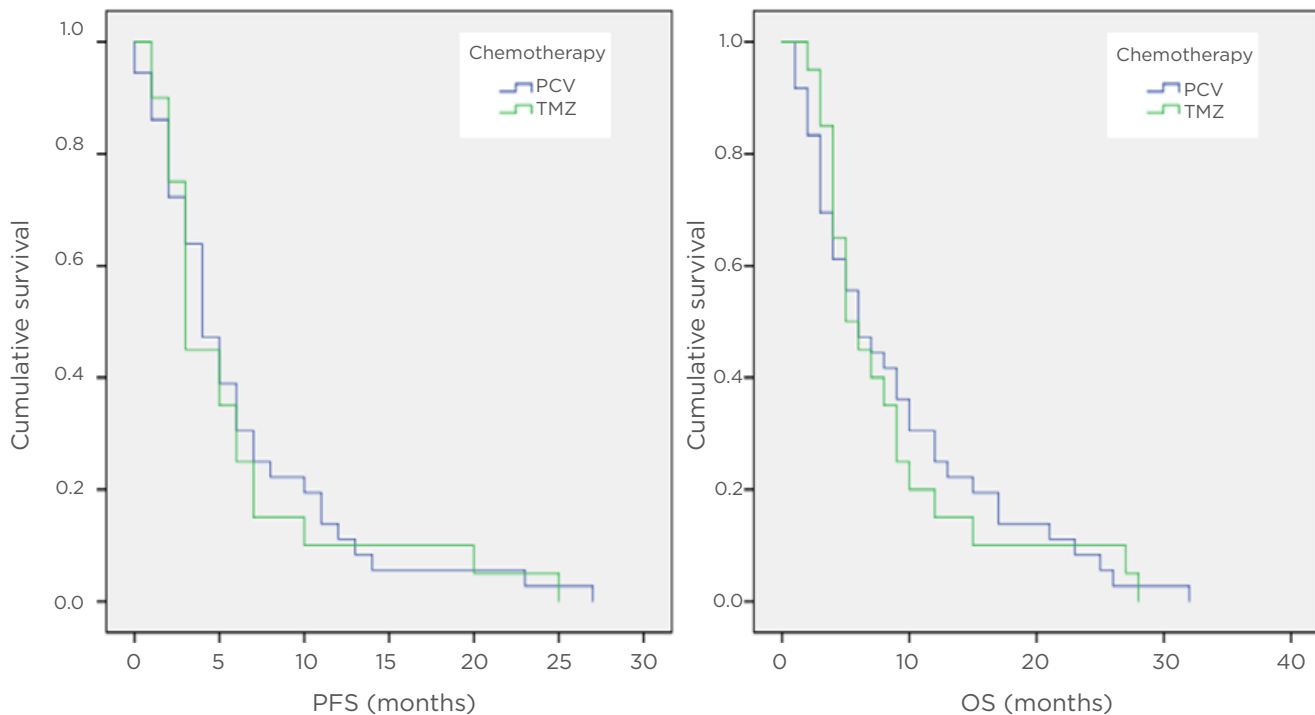 Chemotherapy
PCV
TMZ
Cumulative survival
1.0
0.8
0.6
0.4
0.2
0.0
0 5 10 15 20 25 30
PFS (months)
Chemotherapy
PCV
TMZ
Cumulative survival
1.0
0.8
0.6
0.4
0.2
0.0
0 10 20 30 40
OS (months)